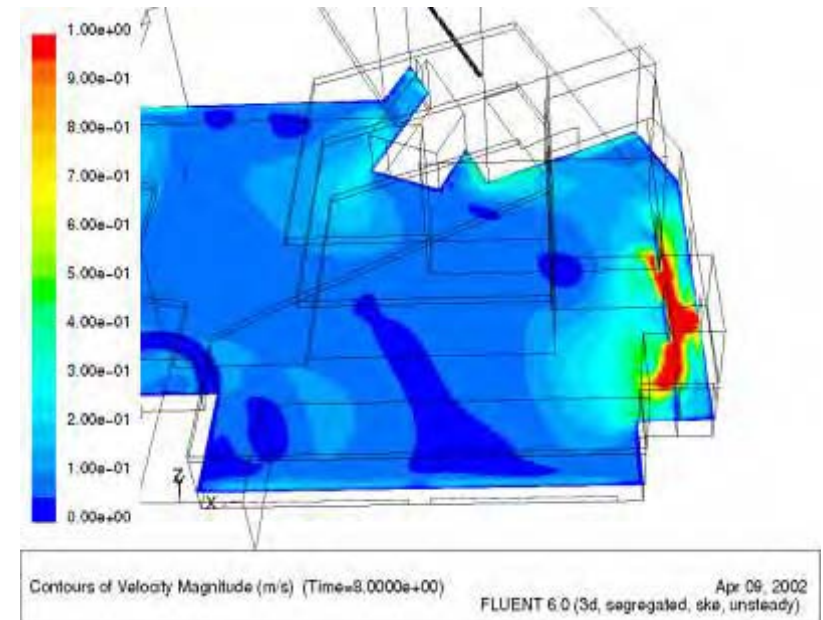 1.00e+00
9.00e-01
8.00e-01
7.00e-01
6.00e-01
5.00e-01
4.00e-01
3.00e-01
2.00e-01
1.00e-01
0.00e+00
Z
X
Contours of Velocity Magnitude (m/s) (Time=8.0000e+00)
Apr 09, 2002
FLUENT 6.0 (3d, segregated, ske, unsteady)